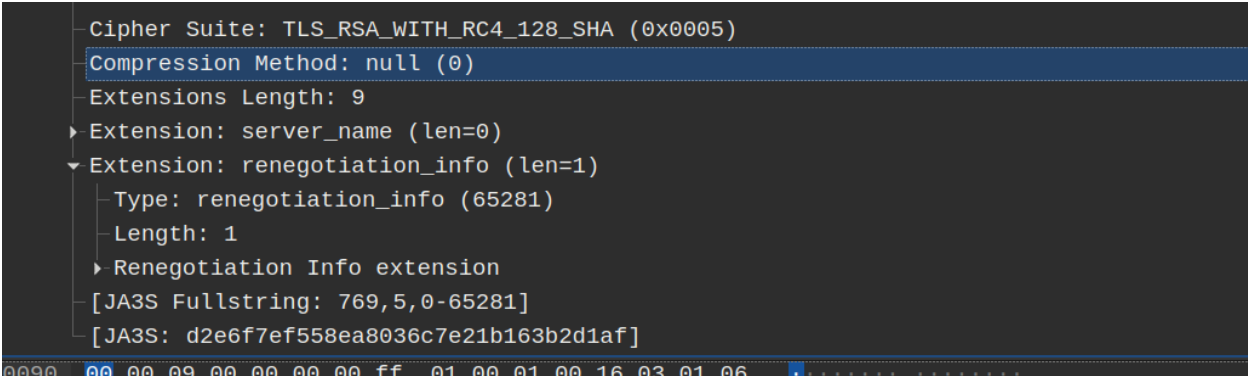 Cipher Suite: TLS_RSA_WITH_RC4_128_SHA (0x0005)
Compression Method: null (0)
Extensions Length: 9
Extension: server_name (len=0)
Extension: renegotiation_info (len=1)
Type: renegotiation_info (65281)
Length: 1
Renegotiation Info extension
[JA3S Fullstring: 769,5,0-65281]
[JA3S: d2e6f7ef558ea8036c7e21b163b2d1af]
0090 00 00 09 00 00 00 00 ff 01 00 01 00 16 03 01 06 ········ ········